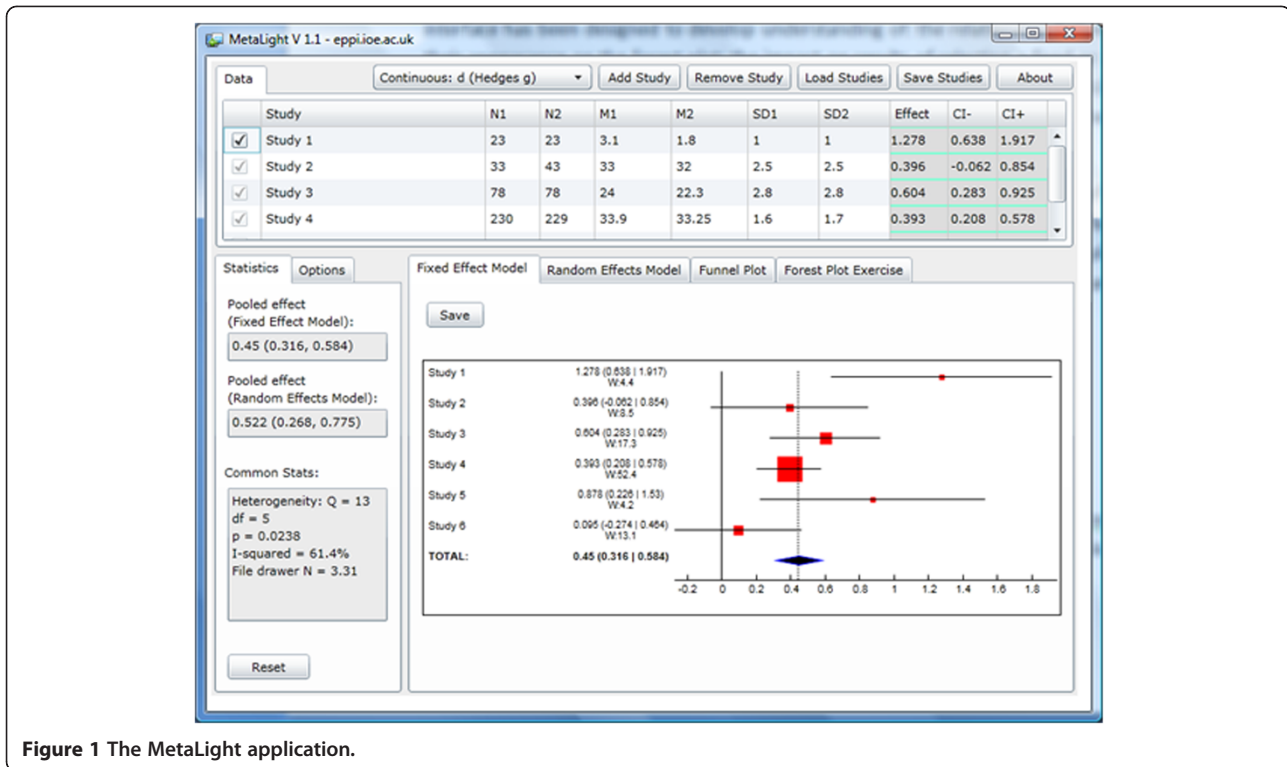 MetaLight V 1.1 - eppi.ioe.ac.uk
Data
Continuous: d (Hedges g)
Add Study
Remove Study
Load Studies
Save Studies
About
Study N1 N2 M1 M2 SD1 SD2 Effect CI- CI+
Study 1 23 23 3.1 1.8 1 1 1.278 0.638 1.917
Study 2 33 43 33 32 2.5 2.5 0.396 -0.062 0.854
Study 3 78 78 24 22.3 2.8 2.8 0.604 0.283 0.925
Study 4 230 229 33.9 33.25 1.6 1.7 0.393 0.208 0.578
Statistics
Options
Pooled effect
(Fixed Effect Model):
0.45 (0.316, 0.584)
Pooled effect
(Random Effects Model):
0.522 (0.268, 0.775)
Common Stats:
Heterogeneity: Q = 13
df = 5
p = 0.0238
I-squared = 61.4%
File drawer N = 3.31
Reset
Fixed Effect Model
Random Effects Model
Funnel Plot
Forest Plot Exercise
Save
Study 1 1.278 (0.638 | 1.917)
W:4.4
Study 2 0.396 (-0.062 | 0.854)
W:8.5
Study 3 0.604 (0.283 | 0.925)
W:17.3
Study 4 0.393 (0.208 | 0.578)
W:52.4
Study 5 0.878 (0.226 | 1.53)
W:4.2
Study 6 0.095 (-0.274 | 0.464)
W:13.1
TOTAL: 0.45 (0.316 | 0.584)
-0.2 0 0.2 0.4 0.6 0.8 1 1.2 1.4 1.6 1.8
Figure 1 The MetaLight application.